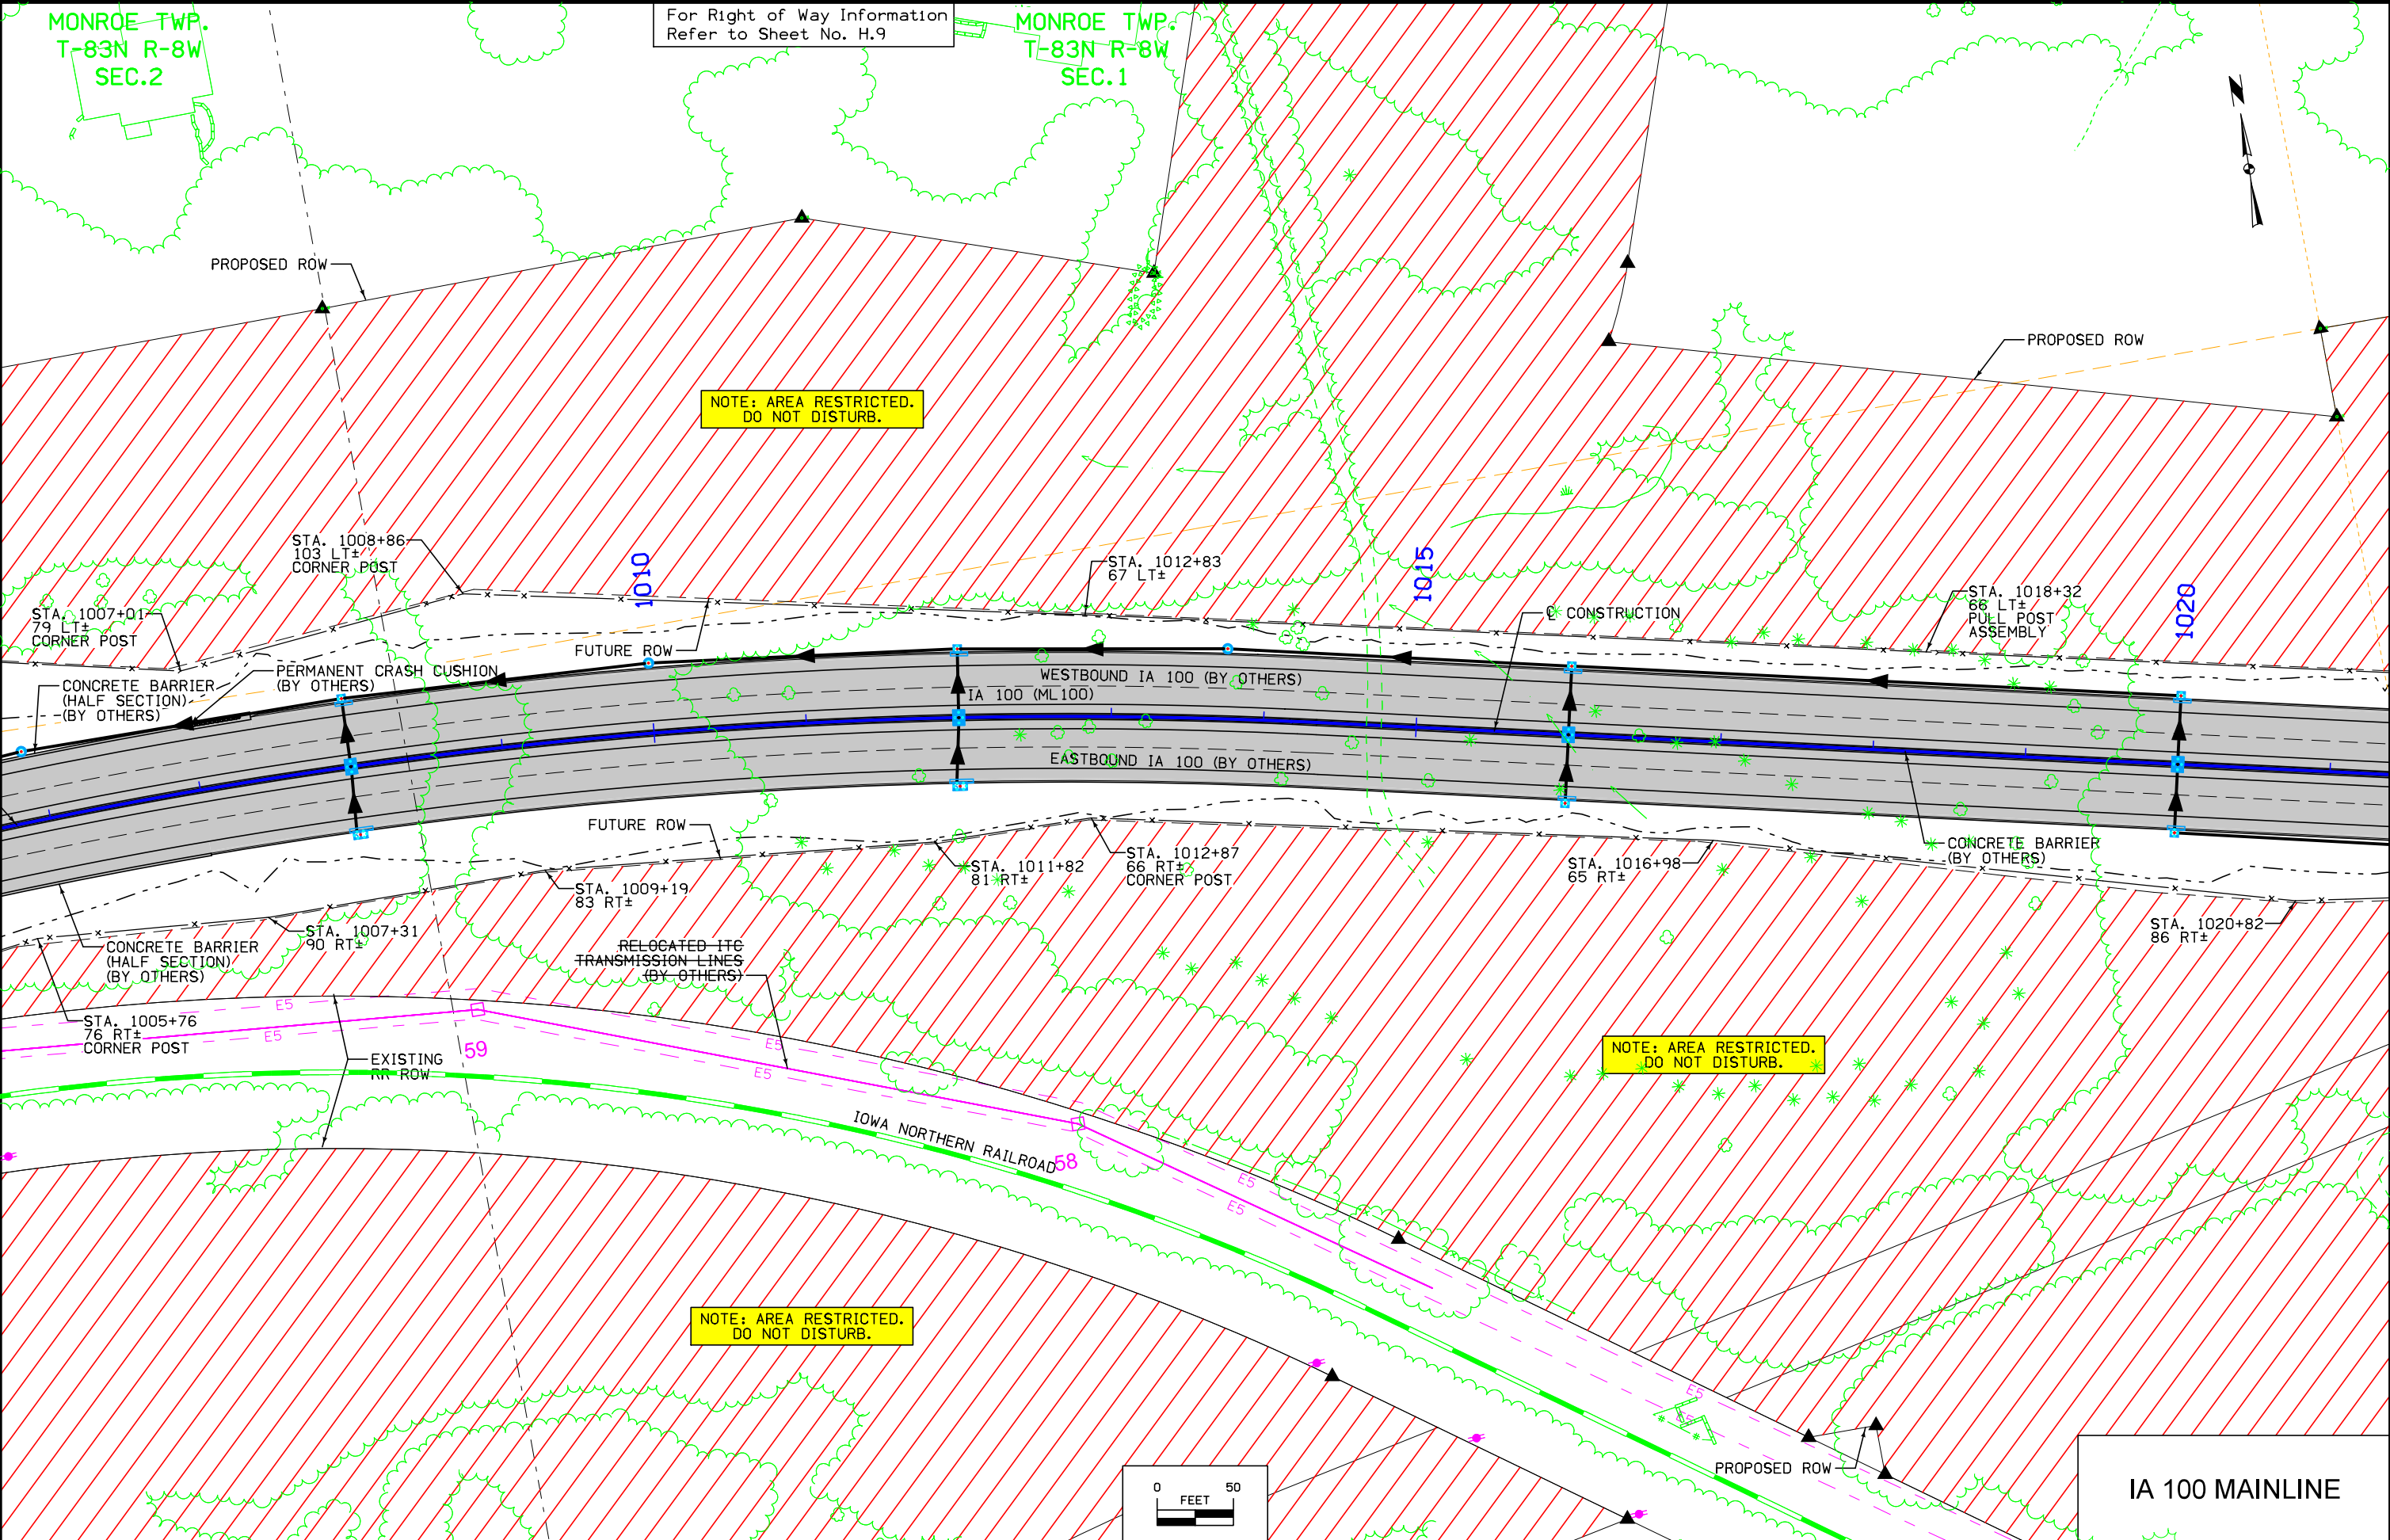 MONROE TWP.
T-83N R-8W
SEC.2
For Right of Way Information
Refer to Sheet No. H.9
MONROE TWP.
T-83N R-8W
SEC.1
N
PROPOSED ROW
PROPOSED ROW
NOTE: AREA RESTRICTED.
DO NOT DISTURB.
STA. 1008+86
103 LT±
CORNER POST
1010
STA. 1012+83
67 LT±
1015
STA. 1018+32
66 LT±
PULL POST
ASSEMBLY
1020
STA. 1007+01
79 LT±
CORNER POST
FUTURE ROW
℄ CONSTRUCTION
PERMANENT CRASH CUSHION
(BY OTHERS)
CONCRETE BARRIER
(HALF SECTION)
(BY OTHERS)
WESTBOUND IA 100 (BY OTHERS)
IA 100 (ML100)
EASTBOUND IA 100 (BY OTHERS)
FUTURE ROW
STA. 1011+82
81 RT±
STA. 1012+87
66 RT±
CORNER POST
STA. 1016+98
65 RT±
CONCRETE BARRIER
(BY OTHERS)
STA. 1009+19
83 RT±
STA. 1020+82
86 RT±
STA. 1007+31
90 RT±
CONCRETE BARRIER
(HALF SECTION)
(BY OTHERS)
RELOCATED ITC
TRANSMISSION LINES
(BY OTHERS)
E5
E5
STA. 1005+76
76 RT±
CORNER POST
59
EXISTING
RR ROW
E5
E5
NOTE: AREA RESTRICTED.
DO NOT DISTURB.
IOWA NORTHERN RAILROAD
58
E5
E5
NOTE: AREA RESTRICTED.
DO NOT DISTURB.
E5
E5
PROPOSED ROW
0 50
FEET
IA 100 MAINLINE